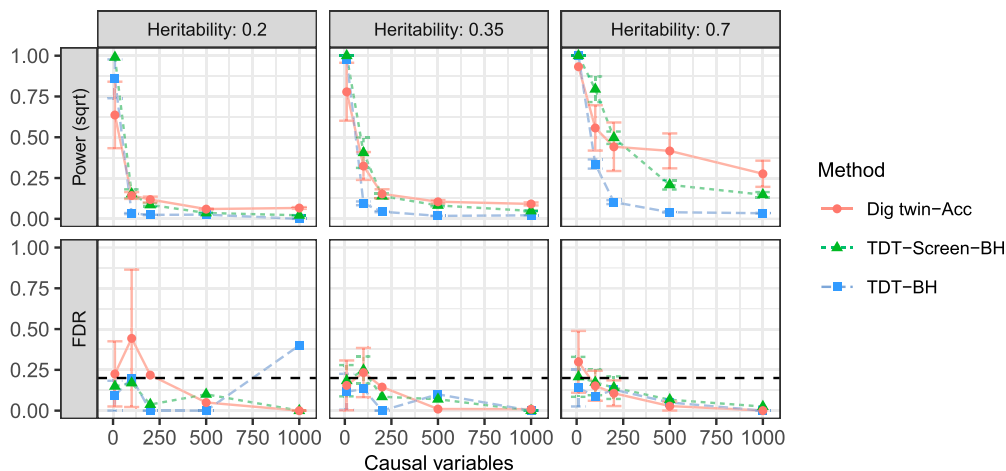 Heritability: 0.2 Heritability: 0.35 Heritability: 0.7
Power (sqrt)
1.00
0.75
0.50
0.25
0.00
FDR
1.00
0.75
0.50
0.25
0.00
0 250 500 750 1000 0 250 500 750 1000 0 250 500 750 1000
Causal variables
Method
Dig twin−Acc
TDT−Screen−BH
TDT−BH